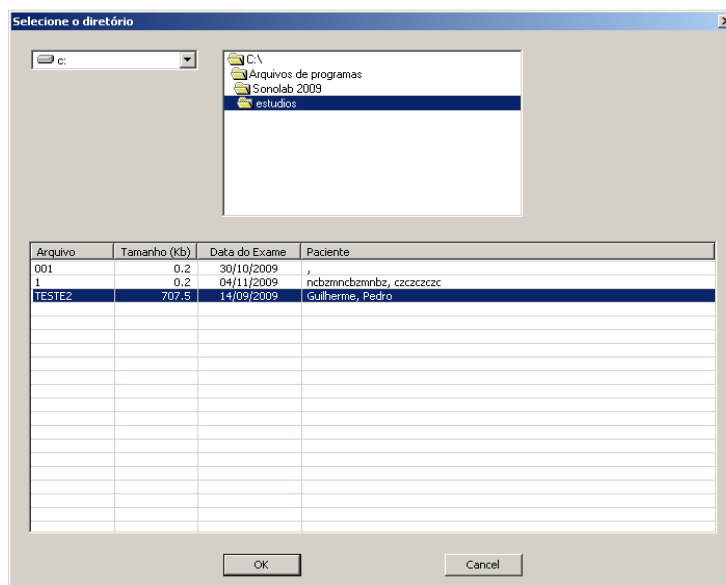 Selecione o diretório
c:
C:\
Arquivos de programas
Sonolab 2009
estudios
Arquivo Tamanho (Kb) Data do Exame Paciente
001 0.2 30/10/2009 ,
1 0.2 04/11/2009 ncbzmncbzmnbz, czczczczc
TESTE2 707.5 14/09/2009 Guilherme, Pedro
OK Cancel